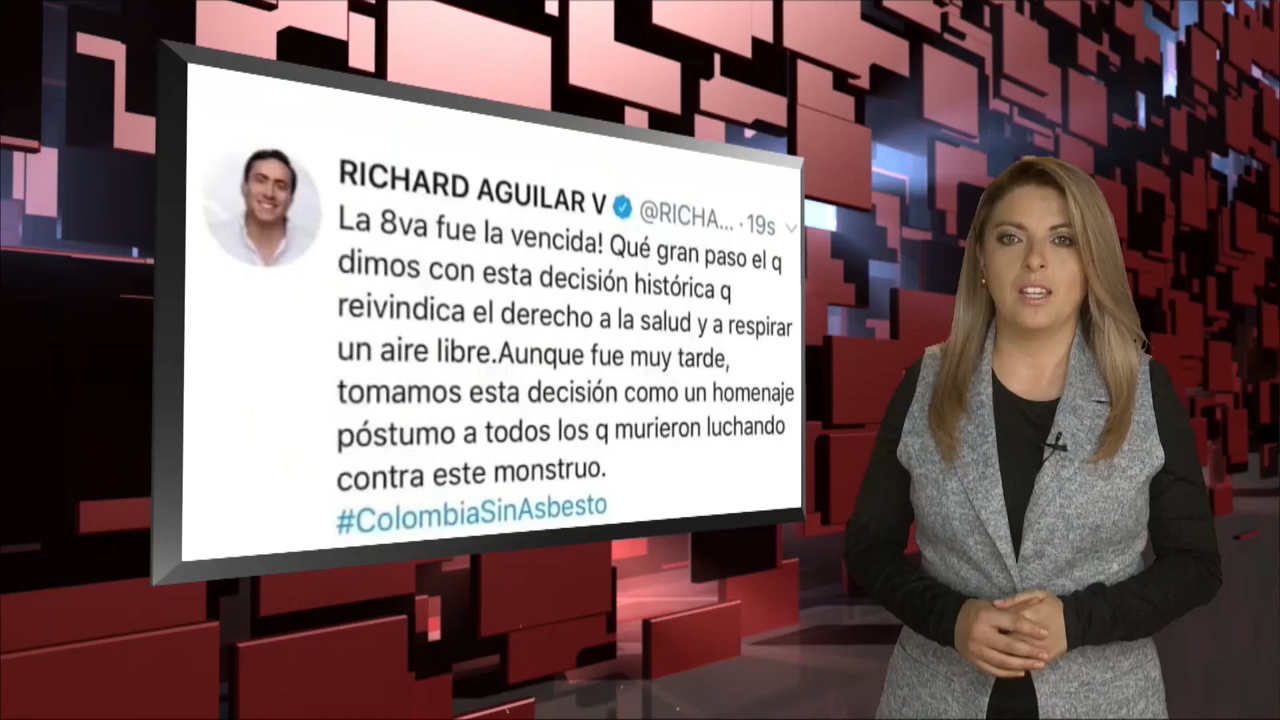 RICHARD AGUILAR V @RICHA... · 19s
La 8va fue la vencida! Qué gran paso el q
dimos con esta decisión histórica q
reivindica el derecho a la salud y a respirar
un aire libre.Aunque fue muy tarde,
tomamos esta decisión como un homenaje
póstumo a todos los q murieron luchando
contra este monstruo.
#ColombiaSinAsbesto